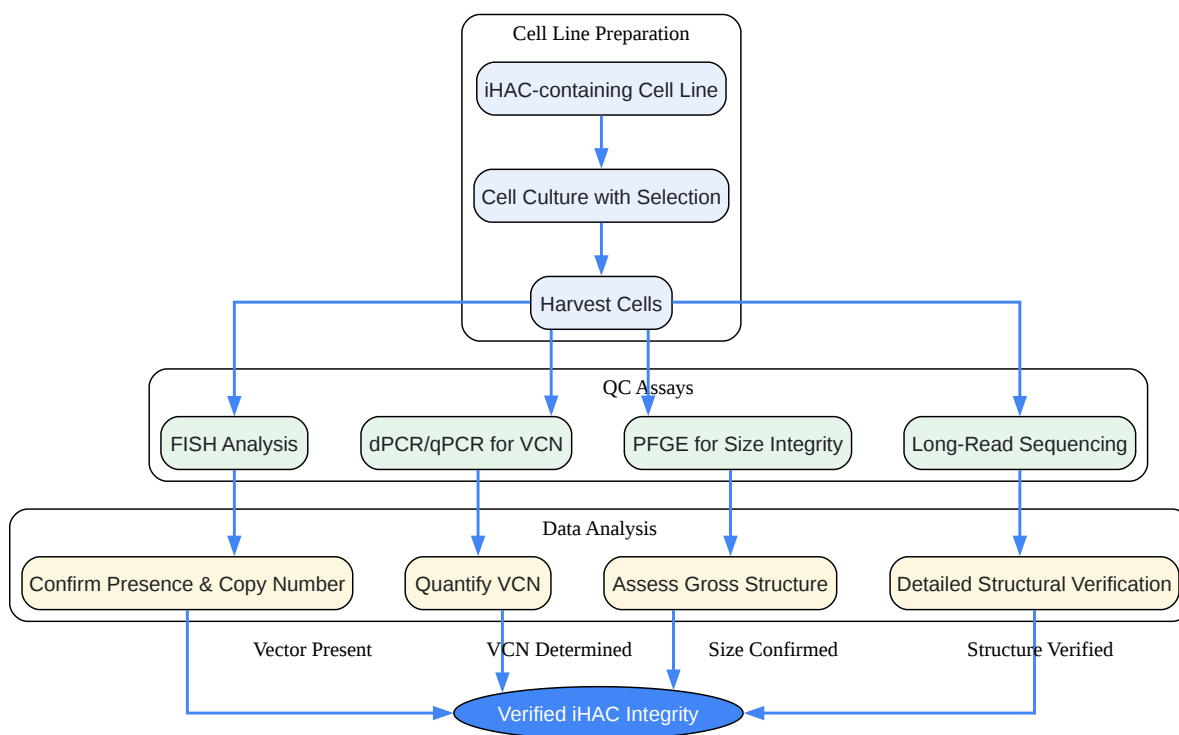 Cell Line Preparation
iHAC-containing Cell Line
Cell Culture with Selection
Harvest Cells
QC Assays
FISH Analysis
dPCR/qPCR for VCN
PFGE for Size Integrity
Long-Read Sequencing
Data Analysis
Confirm Presence & Copy Number
Quantify VCN
Assess Gross Structure
Detailed Structural Verification
Vector Present
VCN Determined
Size Confirmed
Structure Verified
Verified iHAC Integrity